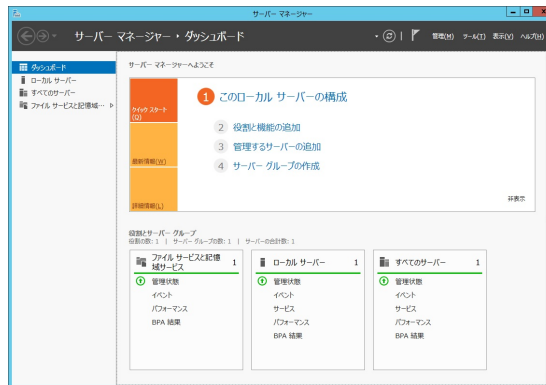 サーバー マネージャー
サーバー マネージャー ・ ダッシュボード
管理(M) ツール(T) 表示(V) ヘルプ(H)
ダッシュボード
ローカル サーバー
すべてのサーバー
ファイル サービスと記憶域…
サーバー マネージャーへようこそ
クイック スタート(Q)
最新情報(W)
詳細情報(L)
1 このローカル サーバーの構成
2 役割と機能の追加
3 管理するサーバーの追加
4 サーバー グループの作成
非表示
役割とサーバー グループ
役割の数: 1 | サーバー グループの数: 1 | サーバーの合計数: 1
ファイル サービスと記憶域サービス 1
管理状態
イベント
パフォーマンス
BPA 結果
ローカル サーバー 1
管理状態
イベント
サービス
パフォーマンス
BPA 結果
すべてのサーバー 1
管理状態
イベント
サービス
パフォーマンス
BPA 結果